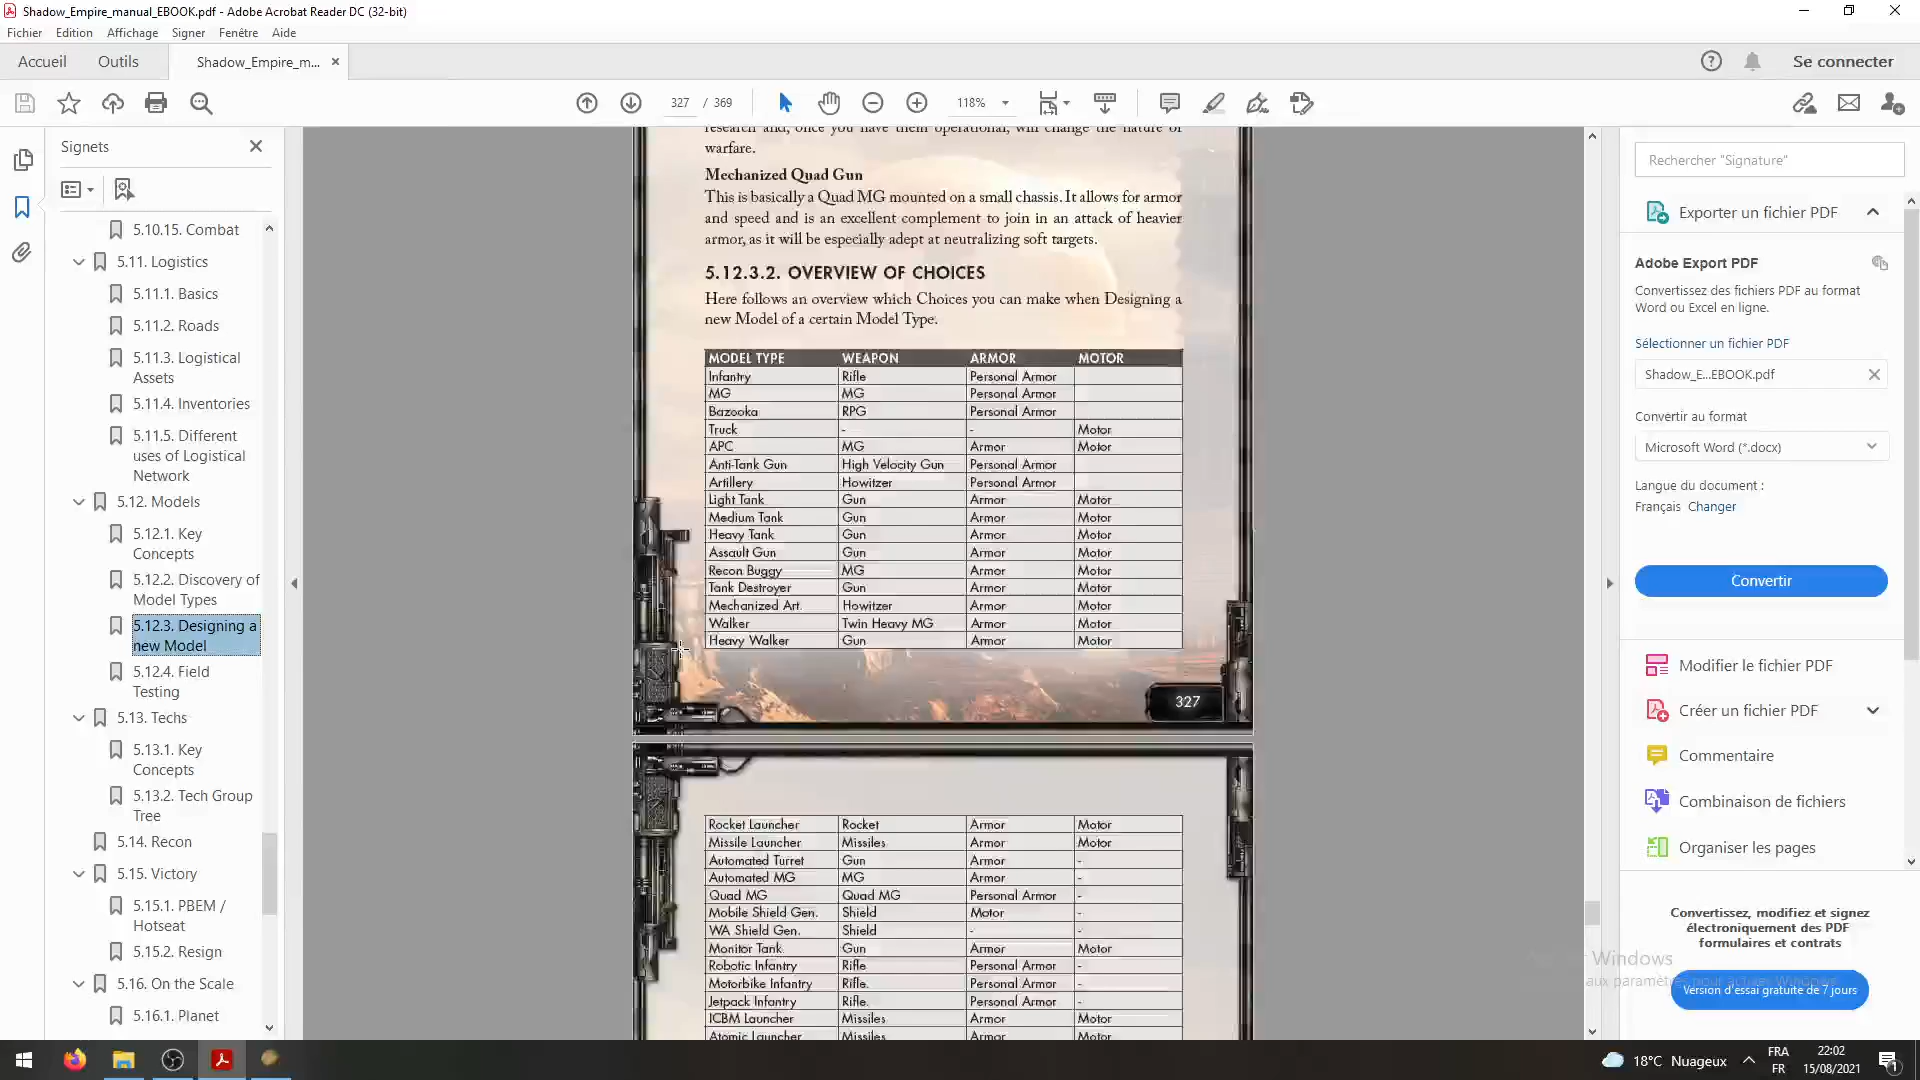 Shadow_Empire_manual_EBOOK.pdf - Adobe Acrobat Reader DC (32-bit)
Fichier Edition Affichage Signer Fenêtre Aide
Accueil Outils Shadow_Empire_m... Se connecter
327 / 369 118%
Signets
5.10.15. Combat
5.11. Logistics
5.11.1. Basics
5.11.2. Roads
5.11.3. Logistical
Assets
5.11.4. Inventories
5.11.5. Different
uses of Logistical
Network
5.12. Models
5.12.1. Key
Concepts
5.12.2. Discovery of
Model Types
5.12.3. Designing a
new Model
5.12.4. Field
Testing
5.13. Techs
5.13.1. Key
Concepts
5.13.2. Tech Group
Tree
5.14. Recon
5.15. Victory
5.15.1. PBEM /
Hotseat
5.15.2. Resign
5.16. On the Scale
5.16.1. Planet
research and, once you have them operational, will change the nature of
warfare.
Mechanized Quad Gun
This is basically a Quad MG mounted on a small chassis. It allows for armor
and speed and is an excellent complement to join in an attack of heavier
armor, as it will be especially adept at neutralizing soft targets.
5.12.3.2. OVERVIEW OF CHOICES
Here follows an overview which Choices you can make when Designing a
new Model of a certain Model Type.
MODEL TYPE WEAPON ARMOR MOTOR
Infantry Rifle Personal Armor
MG MG Personal Armor
Bazooka RPG Personal Armor
Truck - - Motor
APC MG Armor Motor
Anti-Tank Gun High Velocity Gun Personal Armor
Artillery Howitzer Personal Armor
Light Tank Gun Armor Motor
Medium Tank Gun Armor Motor
Heavy Tank Gun Armor Motor
Assault Gun Gun Armor Motor
Recon Buggy MG Armor Motor
Tank Destroyer Gun Armor Motor
Mechanized Art. Howitzer Armor Motor
Walker Twin Heavy MG Armor Motor
Heavy Walker Gun Armor Motor
327
Rocket Launcher Rocket Armor Motor
Missile Launcher Missiles Armor Motor
Automated Turret Gun Armor -
Automated MG MG Armor -
Quad MG Quad MG Personal Armor -
Mobile Shield Gen. Shield Motor -
WA Shield Gen. Shield - -
Monitor Tank Gun Armor Motor
Robotic Infantry Rifle Personal Armor -
Motorbike Infantry Rifle. Personal Armor -
Jetpack Infantry Rifle. Personal Armor -
ICBM Launcher Missiles Armor Motor
Atomic Launcher Missiles Armor Motor
Rechercher "Signature"
Exporter un fichier PDF
Adobe Export PDF
Convertissez des fichiers PDF au format
Word ou Excel en ligne.
Sélectionner un fichier PDF
Shadow_E...EBOOK.pdf
Convertir au format
Microsoft Word (*.docx)
Langue du document :
Français Changer
Convertir
Modifier le fichier PDF
Créer un fichier PDF
Commentaire
Combinaison de fichiers
Organiser les pages
Convertissez, modifiez et signez
électroniquement des PDF
formulaires et contrats
Windows
Version d'essai gratuite de 7 jours
18°C Nuageux
FRA
FR
22:02
15/08/2021
1